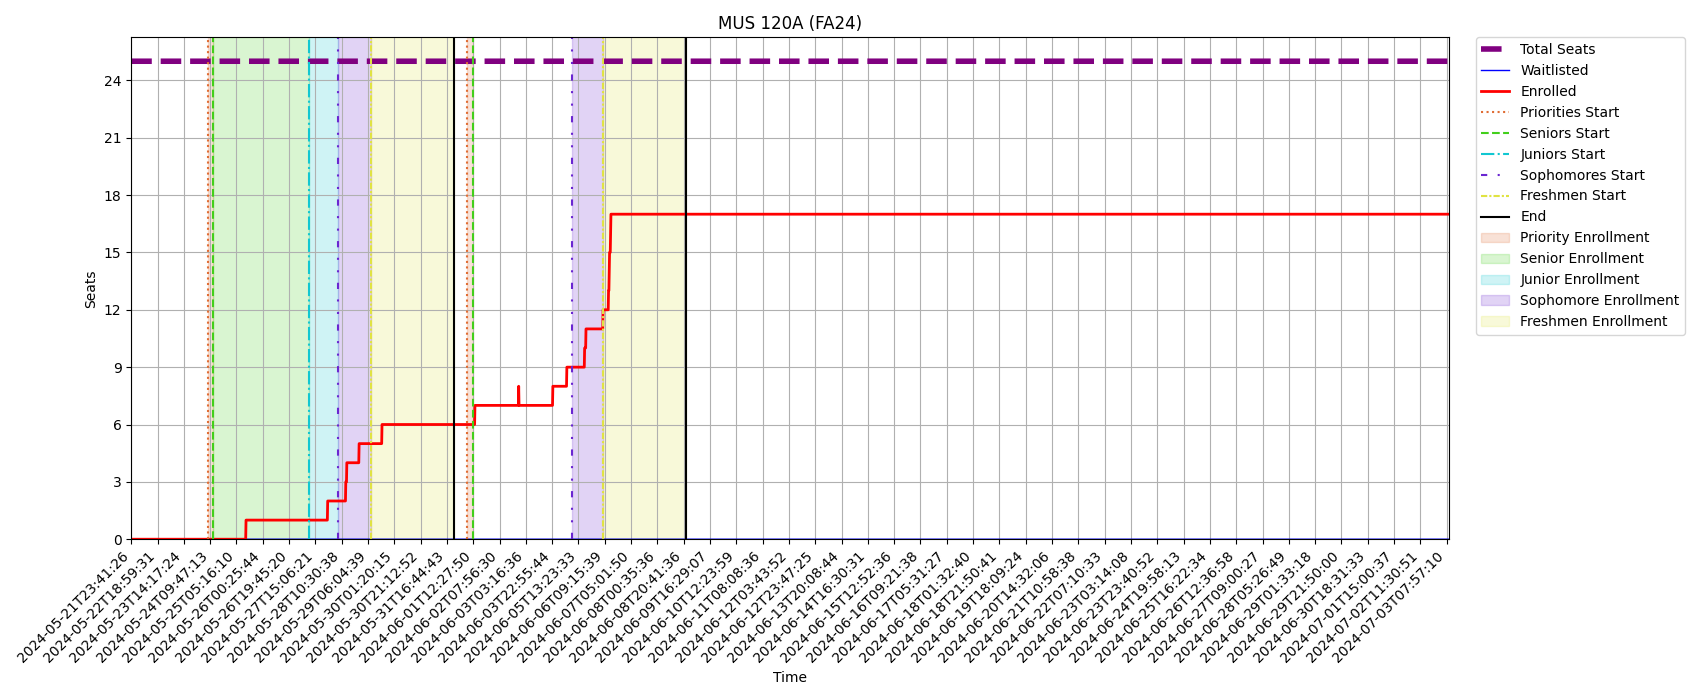 MUS 120A (FA24)
Seats
24
21
18
15
12
9
6
3
0
2024-05-21T23:41:26
2024-05-22T18:59:31
2024-05-23T14:17:24
2024-05-24T09:47:13
2024-05-25T05:16:10
2024-05-26T00:25:44
2024-05-26T19:45:20
2024-05-27T15:06:21
2024-05-28T10:30:38
2024-05-29T06:04:39
2024-05-30T01:20:15
2024-05-30T21:12:52
2024-05-31T16:44:43
2024-06-01T12:27:50
2024-06-02T07:56:30
2024-06-03T03:16:36
2024-06-03T22:55:44
2024-06-05T13:23:33
2024-06-06T09:15:39
2024-06-07T05:01:50
2024-06-08T00:35:36
2024-06-08T20:41:36
2024-06-09T16:29:07
2024-06-10T12:23:59
2024-06-11T08:08:36
2024-06-12T03:43:52
2024-06-12T23:47:25
2024-06-13T20:08:44
2024-06-14T16:30:31
2024-06-15T12:52:36
2024-06-16T09:21:38
2024-06-17T05:31:27
2024-06-18T01:32:40
2024-06-18T21:50:41
2024-06-19T18:09:24
2024-06-20T14:32:06
2024-06-21T10:58:38
2024-06-22T07:10:33
2024-06-23T03:14:08
2024-06-23T23:40:52
2024-06-24T19:58:13
2024-06-25T16:22:34
2024-06-26T12:36:58
2024-06-27T09:00:27
2024-06-28T05:26:49
2024-06-29T01:33:18
2024-06-29T21:50:00
2024-06-30T18:31:33
2024-07-01T15:00:37
2024-07-02T11:30:51
2024-07-03T07:57:10
Time
Total Seats
Waitlisted
Enrolled
Priorities Start
Seniors Start
Juniors Start
Sophomores Start
Freshmen Start
End
Priority Enrollment
Senior Enrollment
Junior Enrollment
Sophomore Enrollment
Freshmen Enrollment